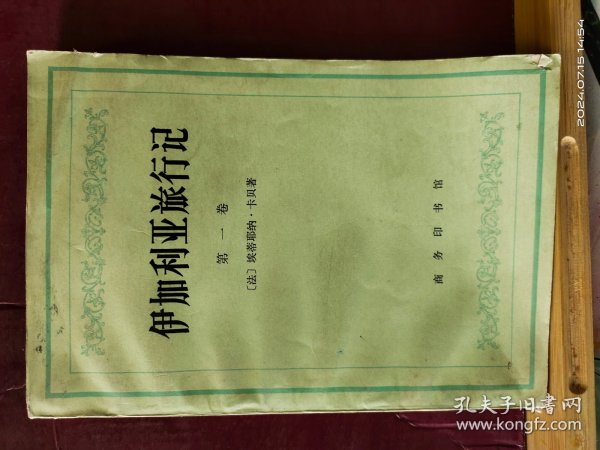 伊加利亚旅行记
第一卷
〔法〕埃蒂耶纳·卡贝著
商务印书馆
2024.07.15 14:54
孔夫子旧书网
www.kongfz.com